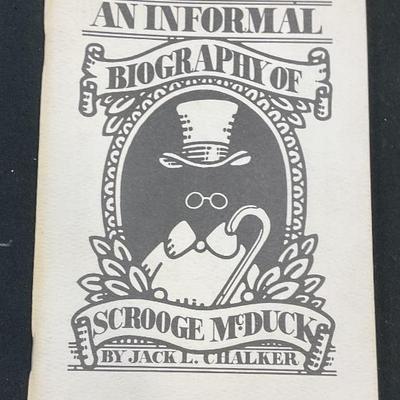 AN INFORMAL
BIOGRAPHY OF
SCROOGE McDUCK
BY JACK L. CHALKER